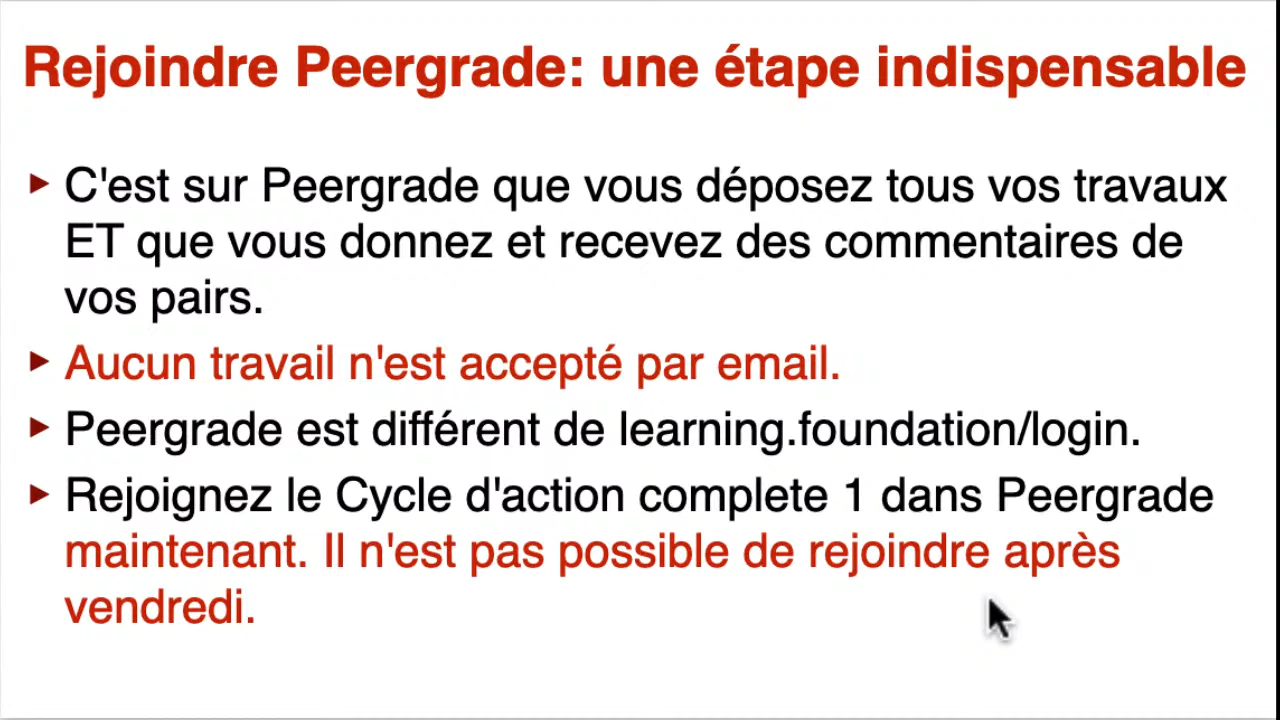 Rejoindre Peergrade: une étape indispensable
C'est sur Peergrade que vous déposez tous vos travaux
ET que vous donnez et recevez des commentaires de
vos pairs.
Aucun travail n'est accepté par email.
Peergrade est différent de learning.foundation/login.
Rejoignez le Cycle d'action complete 1 dans Peergrade
maintenant. Il n'est pas possible de rejoindre après
vendredi.